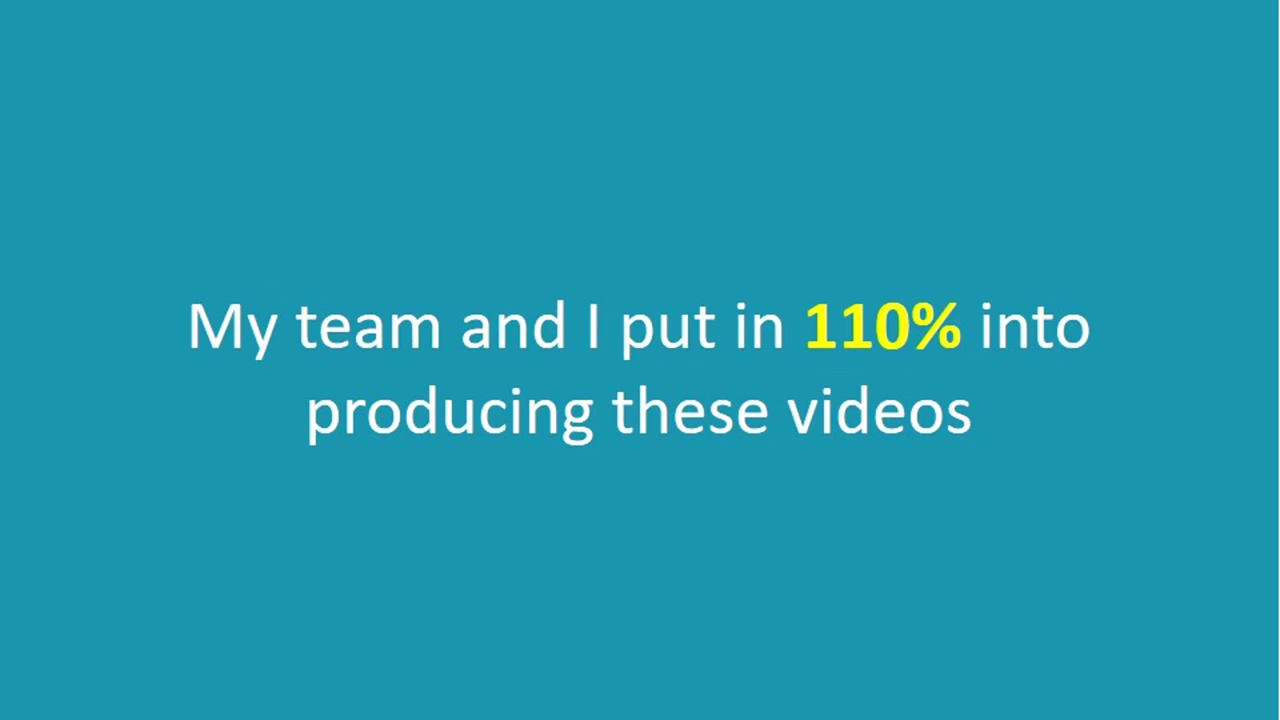 My team and I put in 110% into
producing these videos